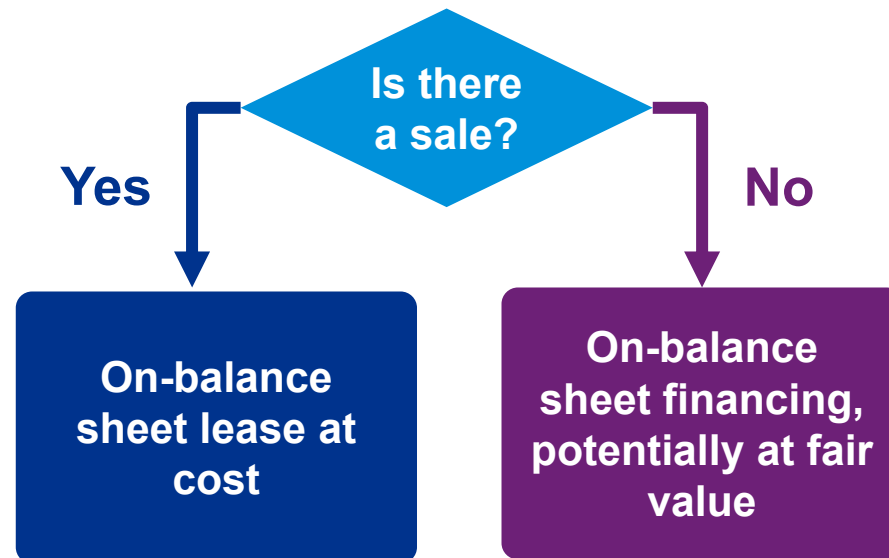 Is there
a sale?
Yes
No
On-balance
sheet lease at
cost
On-balance
sheet financing,
potentially at fair
value